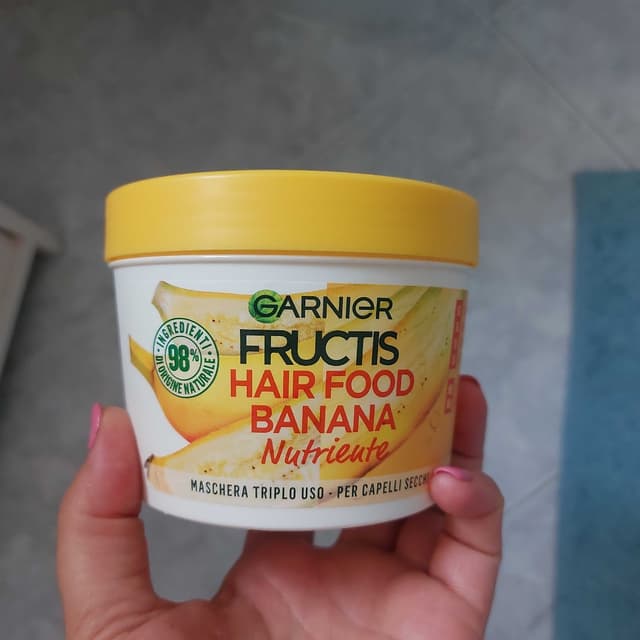 GARNIER
FRUCTIS
HAIR FOOD
BANANA
Nutriente
INGREDIENTI
98%
DI ORIGINE NATURALE
MASCHERA TRIPLO USO - PER CAPELLI SECCHI